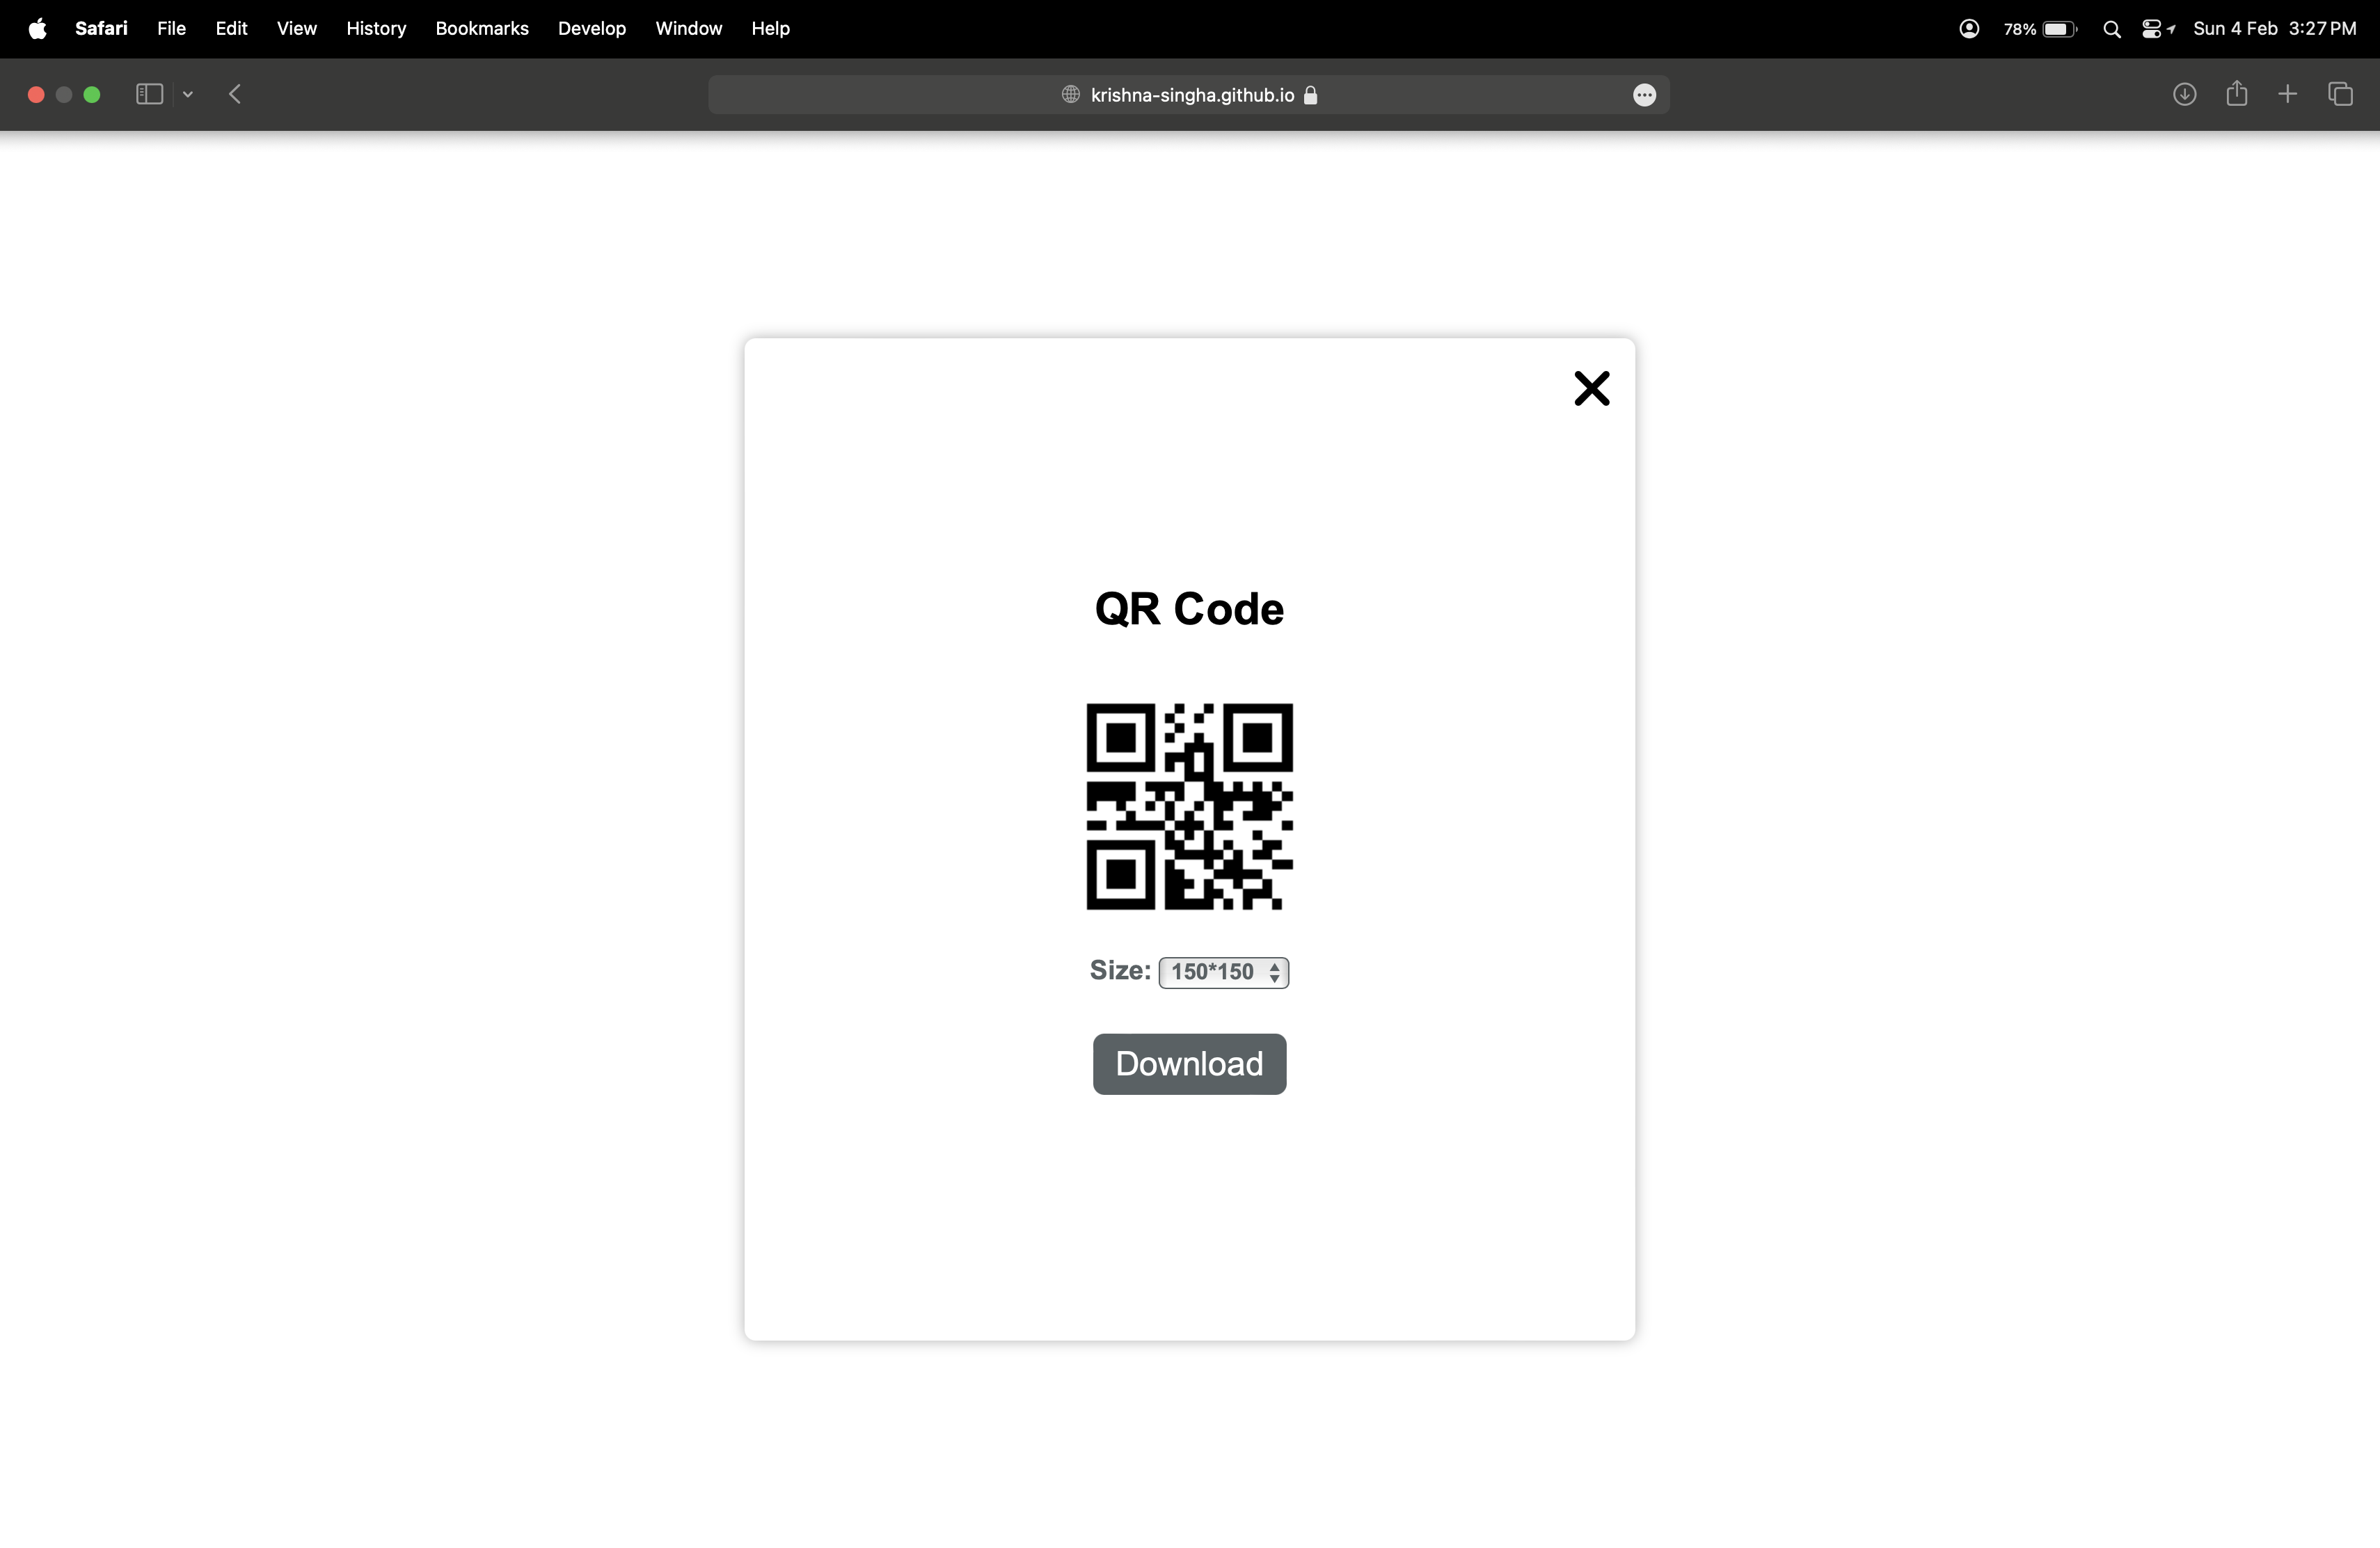 Safari File Edit View History Bookmarks Develop Window Help 78% Sun 4 Feb 3:27 PM
krishna-singha.github.io
QR Code
Size: 150*150
Download